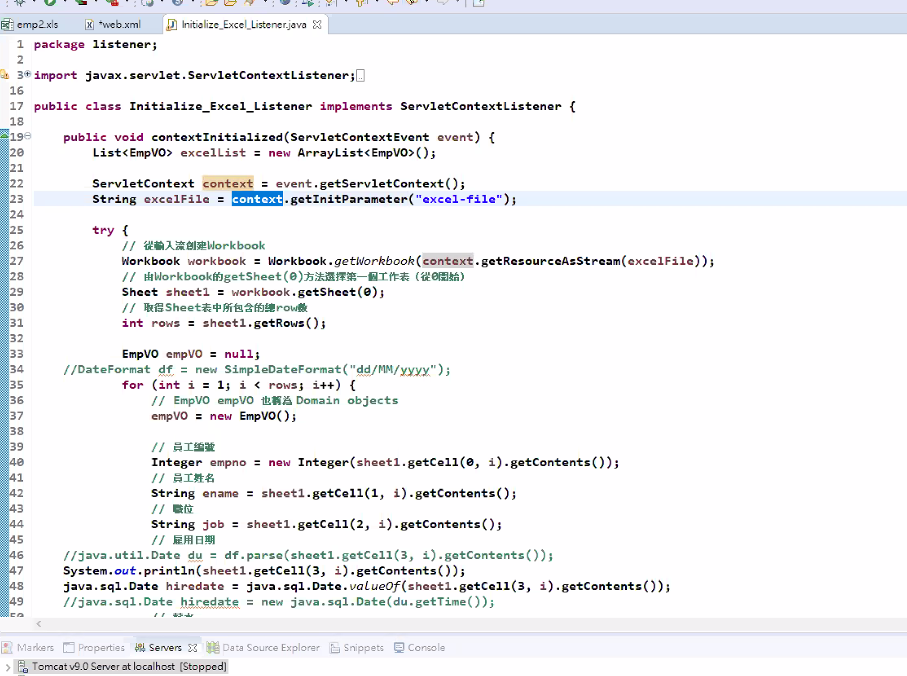 emp2.xls *web.xml Initialize_Excel_Listener.java
1 package listener;
2
3 import javax.servlet.ServletContextListener;
16
17 public class Initialize_Excel_Listener implements ServletContextListener {
18
19 public void contextInitialized(ServletContextEvent event) {
20 List<EmpVO> excelList = new ArrayList<EmpVO>();
21
22 ServletContext context = event.getServletContext();
23 String excelFile = context.getInitParameter("excel-file");
24
25 try {
26 // 從輸入流創建Workbook
27 Workbook workbook = Workbook.getWorkbook(context.getResourceAsStream(excelFile));
28 // 由Workbook的getSheet(0)方法選擇第一個工作表（從0開始）
29 Sheet sheet1 = workbook.getSheet(0);
30 // 取得Sheet表中所包含的總row數
31 int rows = sheet1.getRows();
32
33 EmpVO empVO = null;
34 //DateFormat df = new SimpleDateFormat("dd/MM/yyyy");
35 for (int i = 1; i < rows; i++) {
36 // EmpVO empVO 也稱為 Domain objects
37 empVO = new EmpVO();
38
39 // 員工編號
40 Integer empno = new Integer(sheet1.getCell(0, i).getContents());
41 // 員工姓名
42 String ename = sheet1.getCell(1, i).getContents();
43 // 職位
44 String job = sheet1.getCell(2, i).getContents();
45 // 雇用日期
46 //java.util.Date du = df.parse(sheet1.getCell(3, i).getContents());
47 System.out.println(sheet1.getCell(3, i).getContents());
48 java.sql.Date hiredate = java.sql.Date.valueOf(sheet1.getCell(3, i).getContents());
49 //java.sql.Date hiredate = new java.sql.Date(du.getTime());
50 // 薪水
Markers Properties Servers Data Source Explorer Snippets Console
Tomcat v9.0 Server at localhost [Stopped]